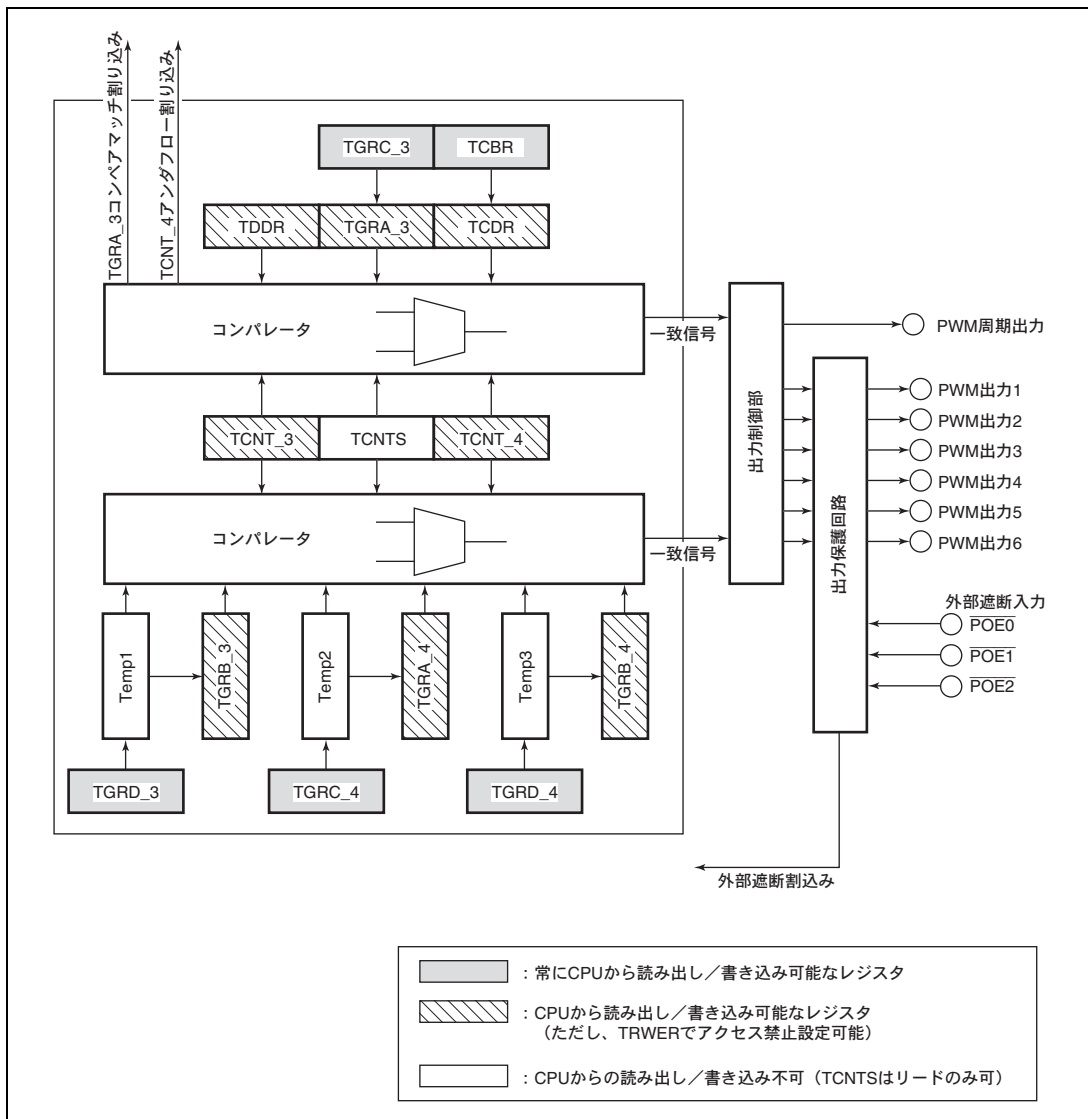 TGRA_3コンペアマッチ割り込み
TCNT_4アンダフロー割り込み
TGRC_3
TCBR
TDDR
TGRA_3
TCDR
コンパレータ
一致信号
PWM周期出力
出力制御部
出力保護回路
PWM出力1
PWM出力2
PWM出力3
PWM出力4
PWM出力5
PWM出力6
TCNT_3
TCNTS
TCNT_4
コンパレータ
一致信号
外部遮断入力
POE0
POE1
POE2
Temp1
TGRB_3
Temp2
TGRA_4
Temp3
TGRB_4
TGRD_3
TGRC_4
TGRD_4
外部遮断割込み
：常にCPUから読み出し／書き込み可能なレジスタ
：CPUから読み出し／書き込み可能なレジスタ
（ただし、TRWERでアクセス禁止設定可能）
：CPUからの読み出し／書き込み不可（TCNTSはリードのみ可）